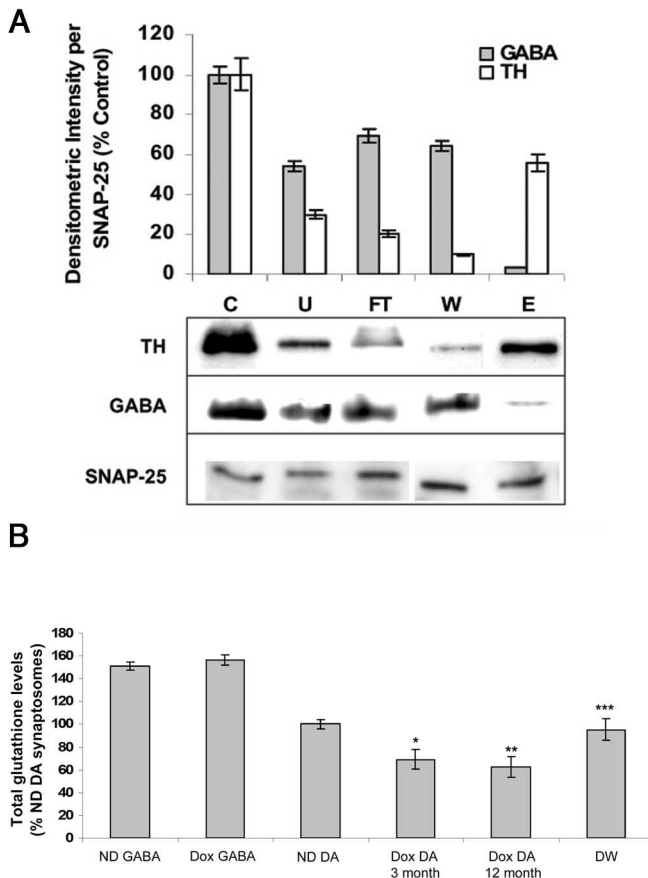 A
Densitometric Intensity per
SNAP-25 (% Control)
120
100
80
60
40
20
0
GABA
TH
C U FT W E
TH
GABA
SNAP-25
B
Total glutathione levels
(% ND DA synaptosomes)
180
160
140
120
100
80
60
40
20
0
* ** ***
ND GABA Dox GABA ND DA Dox DA Dox DA DW
3 month 12 month